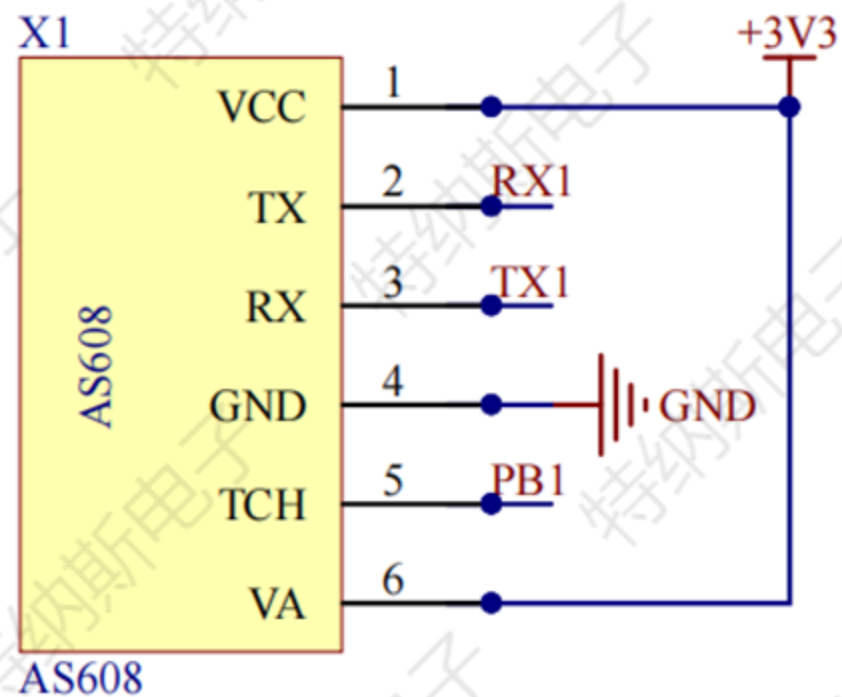 X1
+3V3
VCC 1
TX 2 RX1
RX 3 TX1
AS608
GND 4 GND
TCH 5 PB1
VA 6
AS608
特纳斯电子
特纳斯电子
特纳斯电子